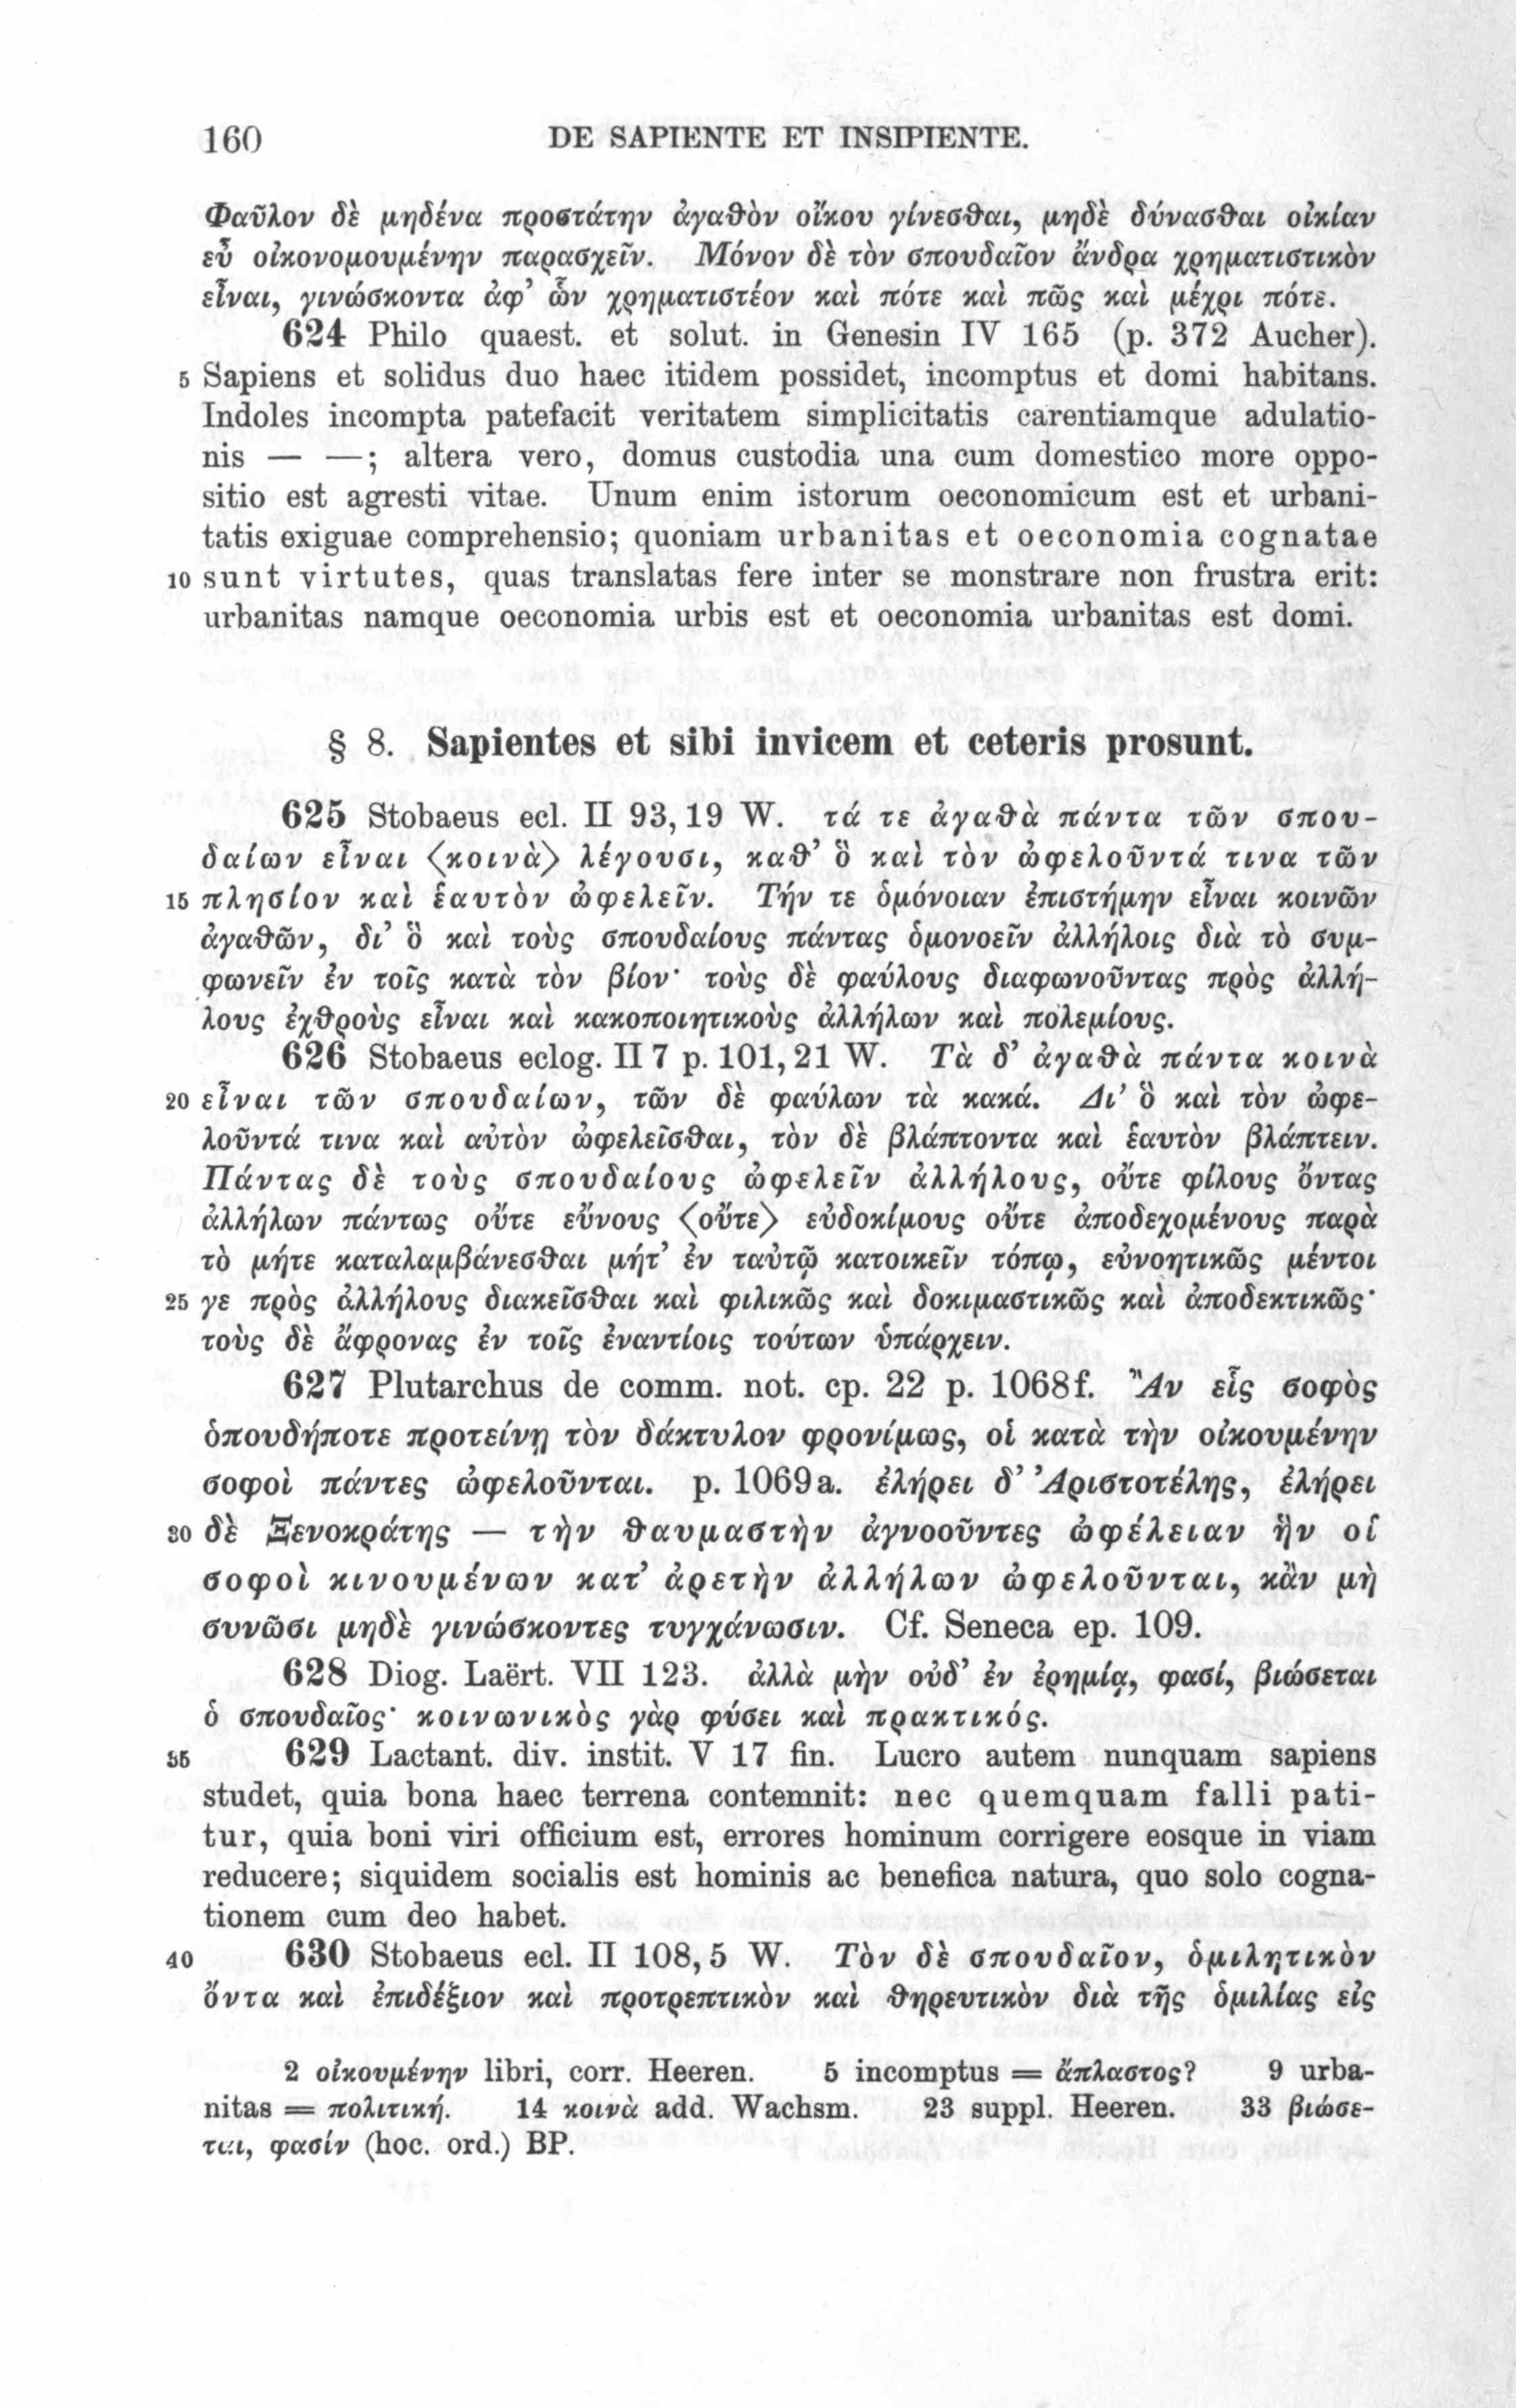 160 DE SAPIENTE ET INSIPIENTE.
Φαῦλον δὲ μηδένα προστάτην ἀγαθὸν οἴκου γίνεσθαι, μηδὲ δύνασθαι οἰκίαν
εὖ οἰκονομουμένην παρασχεῖν. Μόνον δὲ τὸν σπουδαῖον ἄνδρα χρηματιστικὸν
εἶναι, γινώσκοντα ἀφ’ ὧν χρηματιστέον καὶ πότε καὶ πῶς καὶ μέχρι πότε.
624 Philo quaest. et solut. in Genesin IV 165 (p. 372 Aucher).
5 Sapiens et solidus duo haec itidem possidet, incomptus et domi habitans.
Indoles incompta patefacit veritatem simplicitatis carentiamque adulatio-
nis — —; altera vero, domus custodia una cum domestico more oppo-
sitio est agresti vitae. Unum enim istorum oeconomicum est et urbani-
tatis exiguae comprehensio; quoniam urbanitas et oeconomia cognatae
10 sunt virtutes, quas translatas fere inter se monstrare non frustra erit:
urbanitas namque oeconomia urbis est et oeconomia urbanitas est domi.
§ 8. Sapientes et sibi invicem et ceteris prosunt.
625 Stobaeus ecl. II 93,19 W. τά τε ἀγαθὰ πάντα τῶν σπου-
δαίων εἶναι ⟨κοινὰ⟩ λέγουσι, καθ’ ὃ καὶ τὸν ὠφελοῦντά τινα τῶν
15 πλησίον καὶ ἑαυτὸν ὠφελεῖν. Τήν τε ὁμόνοιαν ἐπιστήμην εἶναι κοινῶν
ἀγαθῶν, δι’ ὃ καὶ τοὺς σπουδαίους πάντας ὁμονοεῖν ἀλλήλοις διὰ τὸ συμ-
φωνεῖν ἐν τοῖς κατὰ τὸν βίον· τοὺς δὲ φαύλους διαφωνοῦντας πρὸς ἀλλή-
λους ἐχθροὺς εἶναι καὶ κακοποιητικοὺς ἀλλήλων καὶ πολεμίους.
626 Stobaeus eclog. II 7 p. 101,21 W. Τὰ δ’ ἀγαθὰ πάντα κοινὰ
20 εἶναι τῶν σπουδαίων, τῶν δὲ φαύλων τὰ κακά. Δι’ ὃ καὶ τὸν ὠφε-
λοῦντά τινα καὶ αὐτὸν ὠφελεῖσθαι, τὸν δὲ βλάπτοντα καὶ ἑαυτὸν βλάπτειν.
Πάντας δὲ τοὺς σπουδαίους ὠφελεῖν ἀλλήλους, οὔτε φίλους ὄντας
ἀλλήλων πάντως οὔτε εὔνους ⟨οὔτε⟩ εὐδοκίμους οὔτε ἀποδεχομένους παρὰ
τὸ μήτε καταλαμβάνεσθαι μήτ’ ἐν ταὐτῷ κατοικεῖν τόπῳ, εὐνοητικῶς μέντοι
25 γε πρὸς ἀλλήλους διακεῖσθαι καὶ φιλικῶς καὶ δοκιμαστικῶς καὶ ἀποδεκτικῶς·
τοὺς δὲ ἄφρονας ἐν τοῖς ἐναντίοις τούτων ὑπάρχειν.
627 Plutarchus de comm. not. cp. 22 p. 1068f. Ἂν εἷς σοφὸς
ὁπουδήποτε προτείνῃ τὸν δάκτυλον φρονίμως, οἱ κατὰ τὴν οἰκουμένην
σοφοὶ πάντες ὠφελοῦνται. p. 1069a. ἐλήρει δ’ Ἀριστοτέλης, ἐλήρει
30 δὲ Ξενοκράτης — τὴν θαυμαστὴν ἀγνοοῦντες ὠφέλειαν ἣν οἱ
σοφοὶ κινουμένων κατ’ ἀρετὴν ἀλλήλων ὠφελοῦνται, κἂν μὴ
συνῶσι μηδὲ γινώσκοντες τυγχάνωσιν. Cf. Seneca ep. 109.
628 Diog. Laërt. VII 123. ἀλλὰ μὴν οὐδ’ ἐν ἐρημίᾳ, φασί, βιώσεται
ὁ σπουδαῖος· κοινωνικὸς γὰρ φύσει καὶ πρακτικός.
35 629 Lactant. div. instit. V 17 fin. Lucro autem nunquam sapiens
studet, quia bona haec terrena contemnit: nec quemquam falli pati-
tur, quia boni viri officium est, errores hominum corrigere eosque in viam
reducere; siquidem socialis est hominis ac benefica natura, quo solo cogna-
tionem cum deo habet.
40 630 Stobaeus ecl. II 108,5 W. Τὸν δὲ σπουδαῖον, ὁμιλητικὸν
ὄντα καὶ ἐπιδέξιον καὶ προτρεπτικὸν καὶ θηρευτικὸν διὰ τῆς ὁμιλίας εἰς
2 οἰκουμένην libri, corr. Heeren. 5 incomptus = ἄπλαστος? 9 urba-
nitas = πολιτική. 14 κοινὰ add. Wachsm. 23 suppl. Heeren. 33 βιώσε-
ται, φασίν (hoc. ord.) BP.